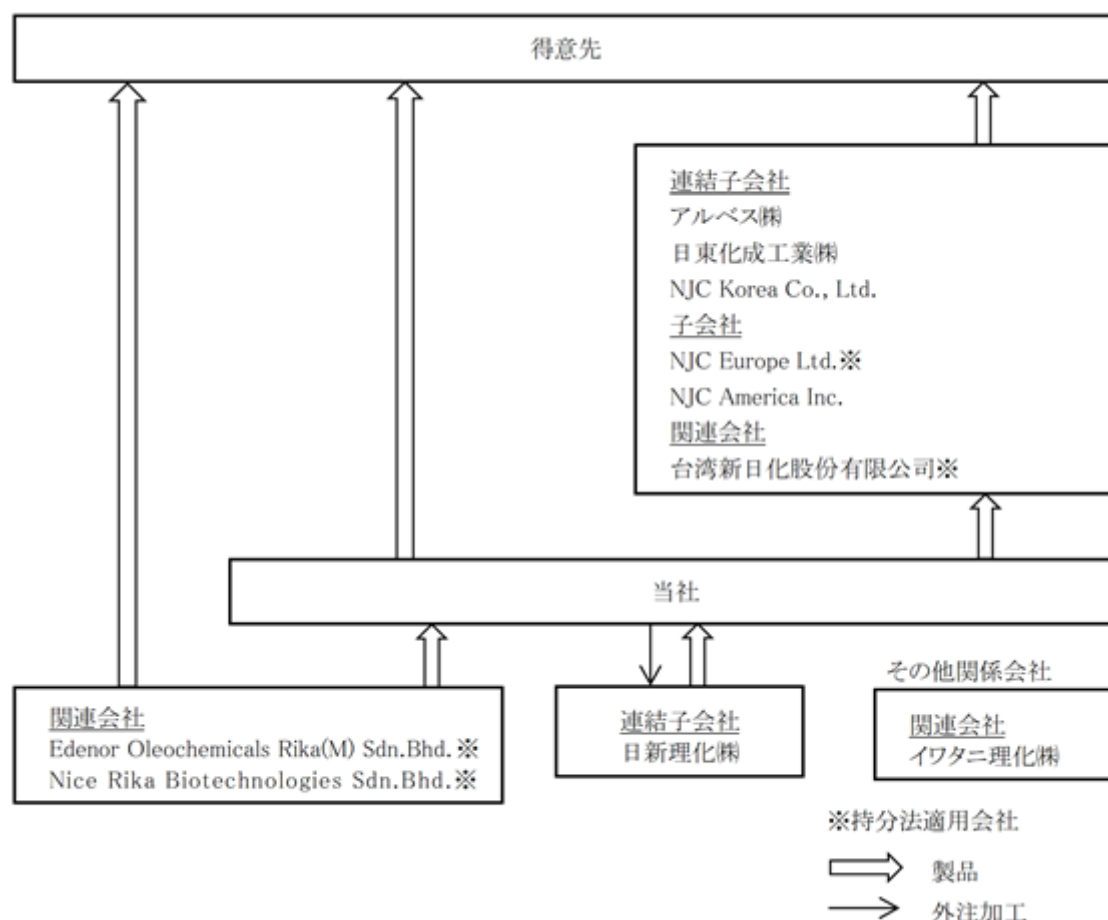 得意先
連結子会社
アルベス㈱
日東化成工業㈱
NJC Korea Co., Ltd.
子会社
NJC Europe Ltd.※
NJC America Inc.
関連会社
台湾新日化股份有限公司※
当社
関連会社
Edenor Oleochemicals Rika(M) Sdn.Bhd.※
Nice Rika Biotechnologies Sdn.Bhd.※
連結子会社
日新理化㈱
その他関係会社
関連会社
イワタニ理化㈱
※持分法適用会社
製品
外注加工